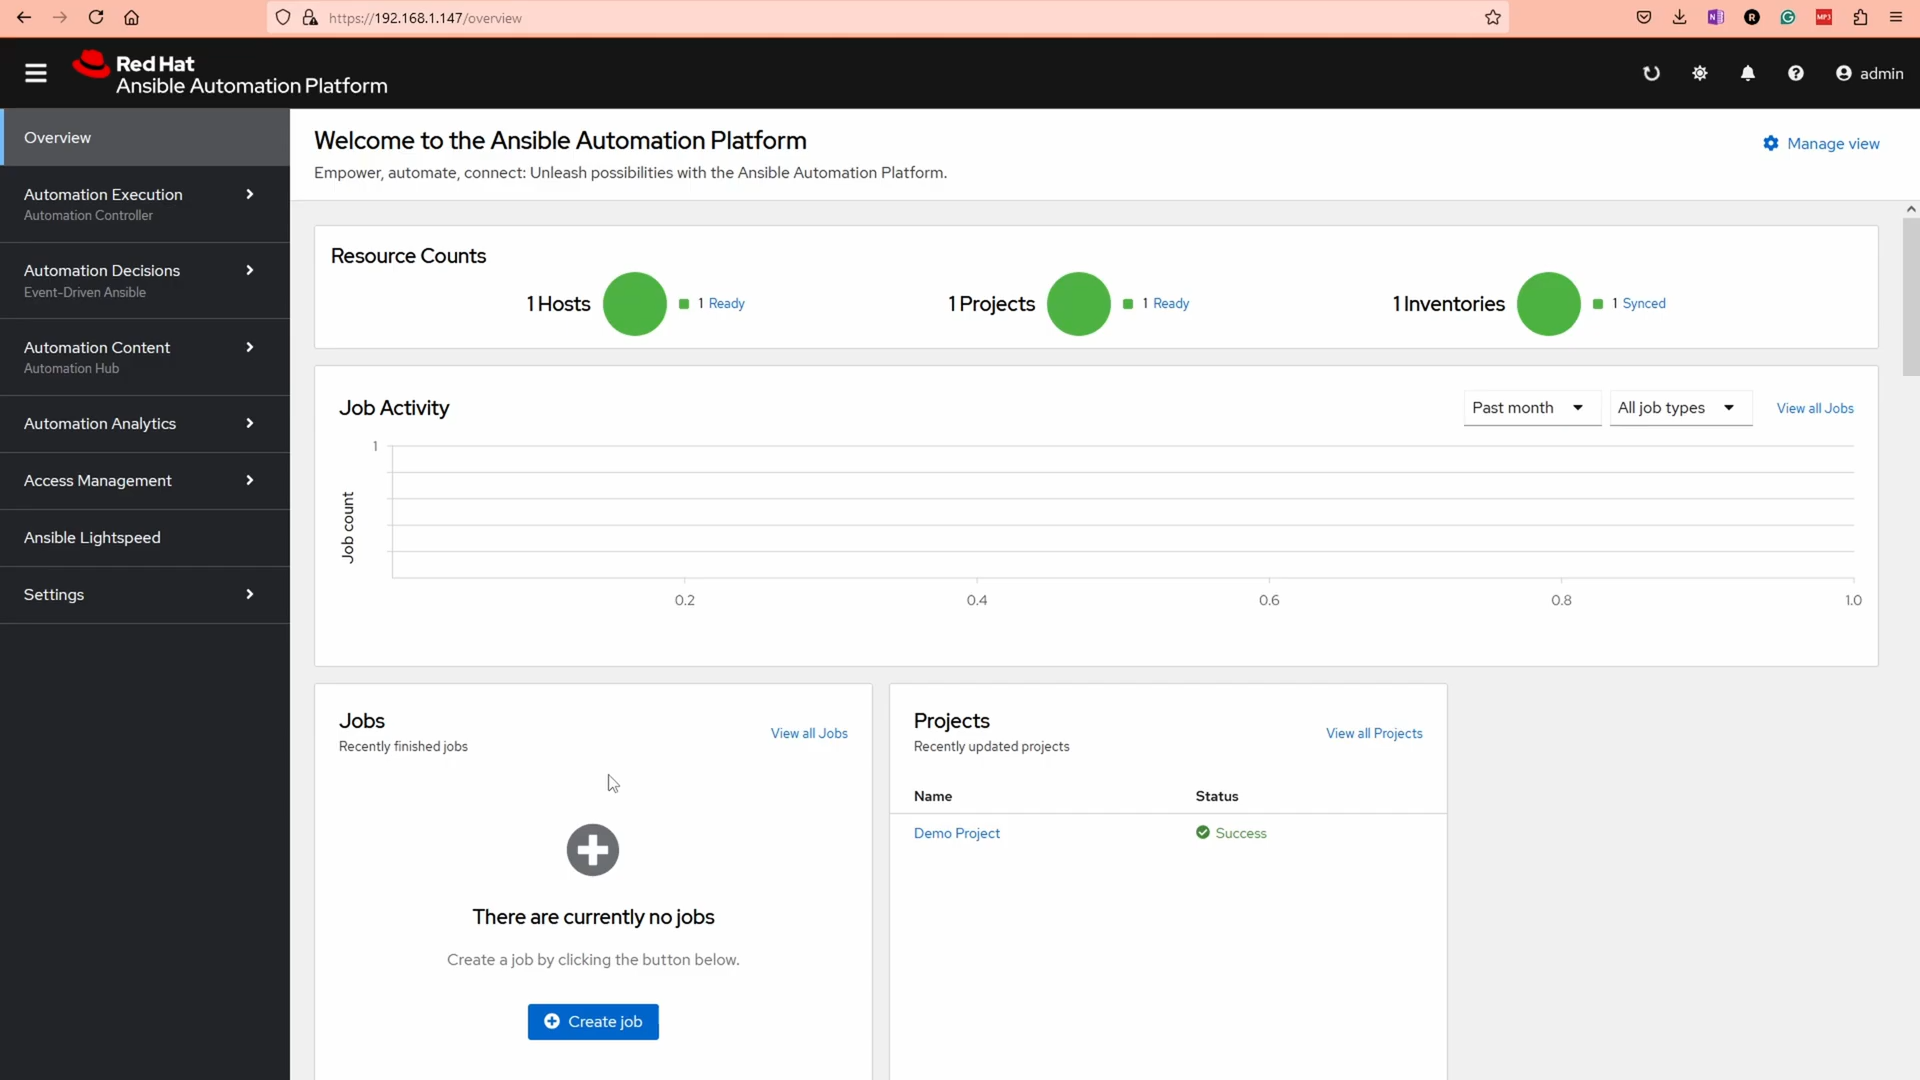 https://192.168.1.147/overview
MP3
Red Hat
Ansible Automation Platform
admin
Overview
Automation Execution
Automation Controller
Automation Decisions
Event-Driven Ansible
Automation Content
Automation Hub
Automation Analytics
Access Management
Ansible Lightspeed
Settings
Welcome to the Ansible Automation Platform
Manage view
Empower, automate, connect: Unleash possibilities with the Ansible Automation Platform.
Resource Counts
1 Hosts 1 Ready
1 Projects 1 Ready
1 Inventories 1 Synced
Job Activity
Past month
All job types
View all Jobs
1
Job count
0.2 0.4 0.6 0.8 1.0
Jobs
Recently finished jobs
View all Jobs
There are currently no jobs
Create a job by clicking the button below.
Create job
Projects
Recently updated projects
View all Projects
Name Status
Demo Project Success